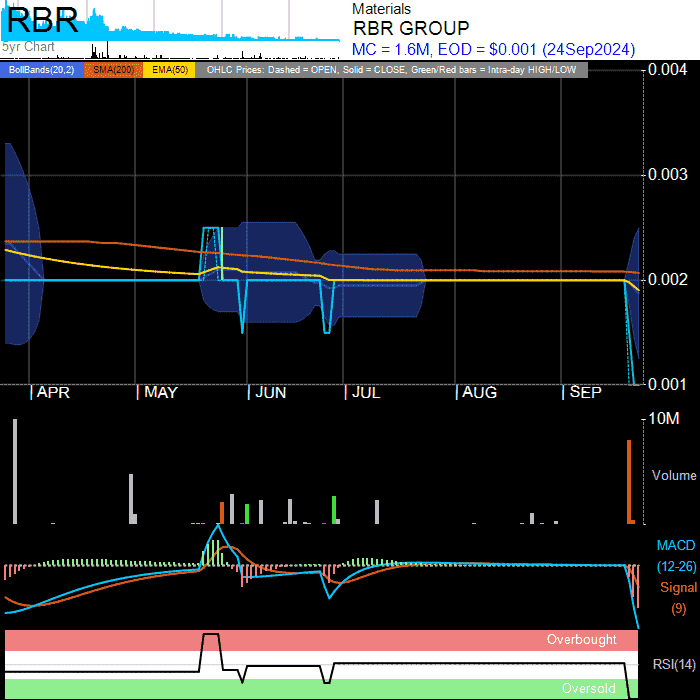 RBR
5yr Chart
Materials
RBR GROUP
MC = 1.6M, EOD = $0.001 (24Sep2024)
BollBands(20,2) SMA(200) EMA(50) OHLC Prices: Dashed = OPEN, Solid = CLOSE, Green/Red bars = Intra-day HIGH/LOW
0.004
0.003
0.002
0.001
APR MAY JUN JUL AUG SEP
10M
Volume
MACD
(12-26)
Signal
(9)
Overbought
RSI(14)
Oversold